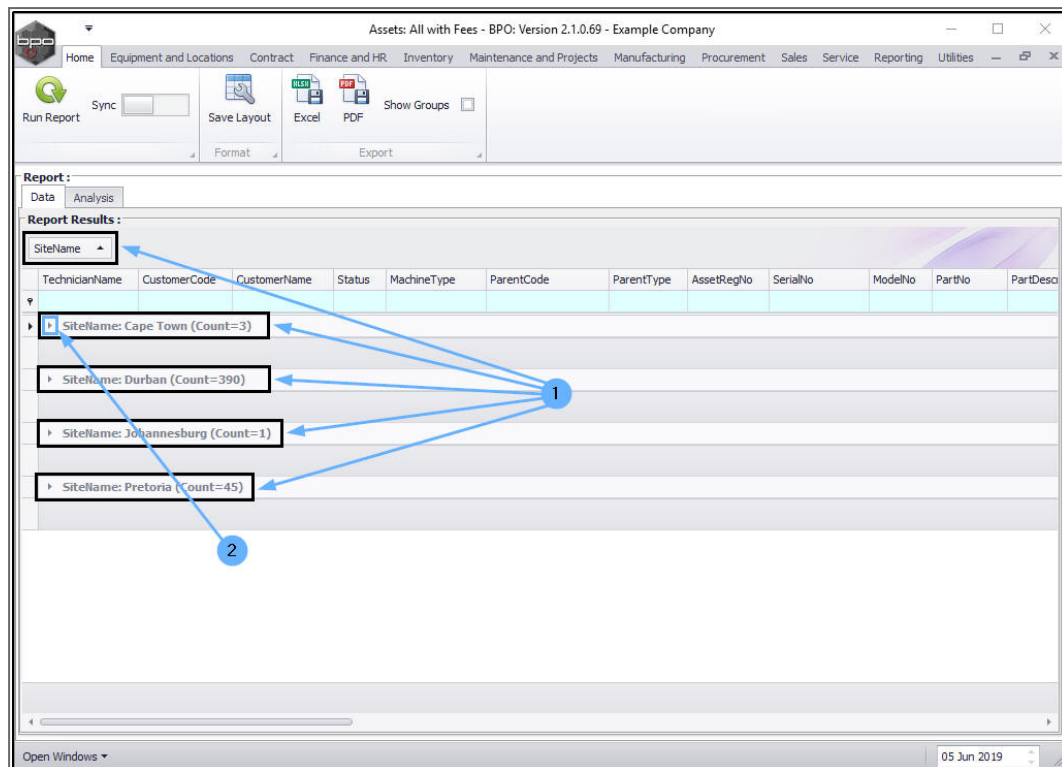 Assets: All with Fees - BPO: Version 2.1.0.69 - Example Company
bpo
Home Equipment and Locations Contract Finance and HR Inventory Maintenance and Projects Manufacturing Procurement Sales Service Reporting Utilities
XLSX PDF
Run Report Sync Save Layout Excel PDF Show Groups
Format Export
Report :
Data Analysis
Report Results :
SiteName
TechnicianName CustomerCode CustomerName Status MachineType ParentCode ParentType AssetRegNo SerialNo ModelNo PartNo PartDesc
SiteName: Cape Town (Count=3)
SiteName: Durban (Count=390)
1
SiteName: Johannesburg (Count=1)
SiteName: Pretoria (Count=45)
2
Open Windows 05 Jun 2019